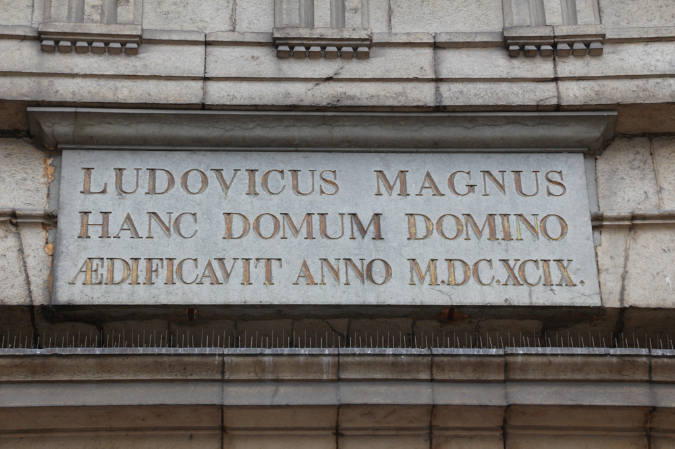 LUDOVICUS MAGNUS
HANC DOMUM DOMINO
ÆDIFICAVIT ANNO M.DC.XCIX.